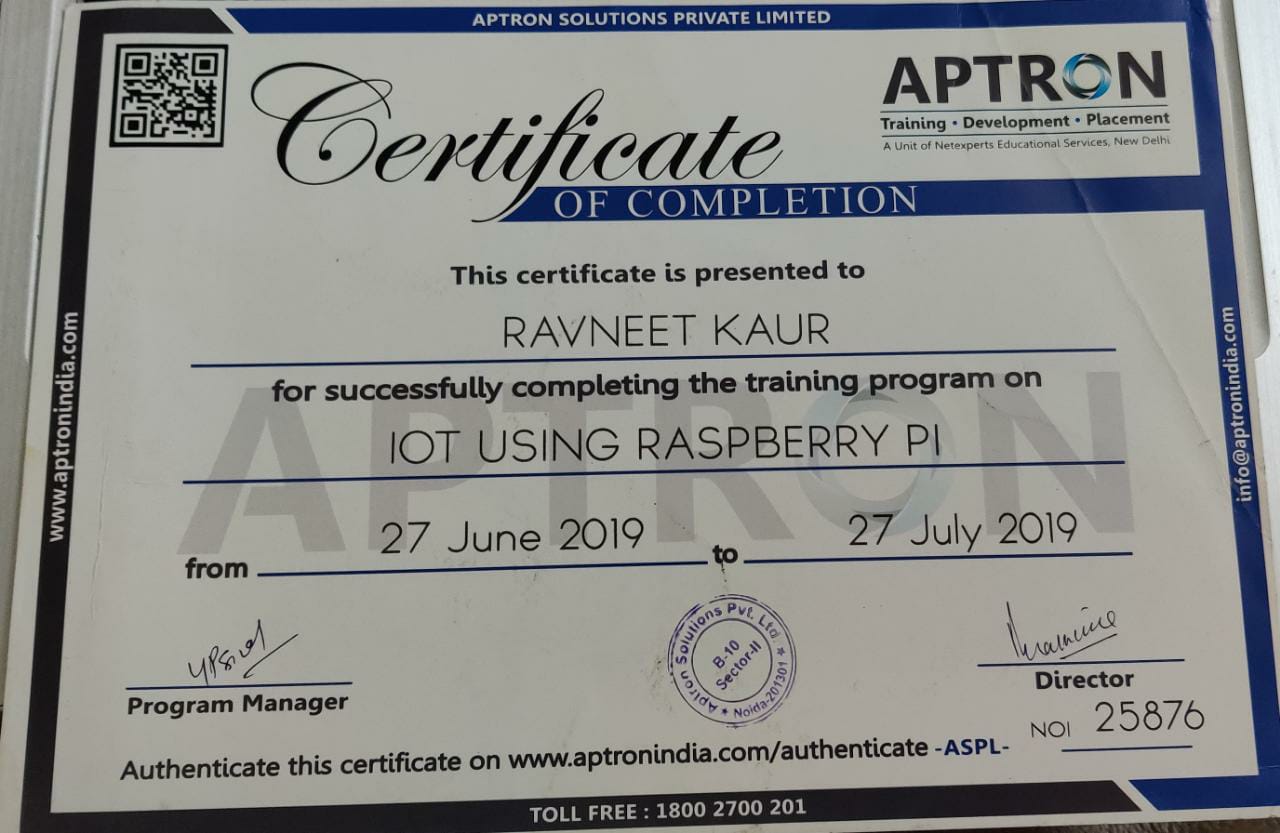 APTRON SOLUTIONS PRIVATE LIMITED
APTRON
Training • Development • Placement
A Unit of Netexperts Educational Services, New Delhi
Certificate
OF COMPLETION
This certificate is presented to
RAVNEET KAUR
for successfully completing the training program on
IOT USING RASPBERRY PI
from 27 June 2019 to 27 July 2019
APTRON
www.aptronindia.com
info@aptronindia.com
Program Manager
Aptron Solutions Pvt. Ltd. * Noida-201301 *
B-10
Sector-II
Director
NOI 25876
Authenticate this certificate on www.aptronindia.com/authenticate -ASPL-
TOLL FREE : 1800 2700 201